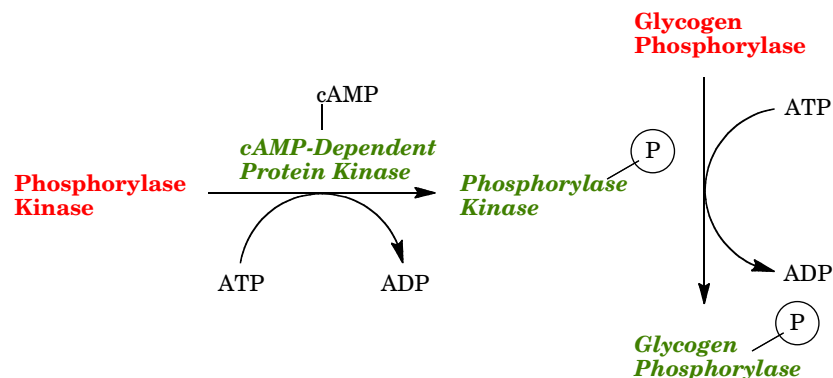 Glycogen
Phosphorylase
cAMP
ATP
cAMP-Dependent
Protein Kinase
P
Phosphorylase
Kinase
Phosphorylase
Kinase
ATP
ADP
ADP
P
Glycogen
Phosphorylase